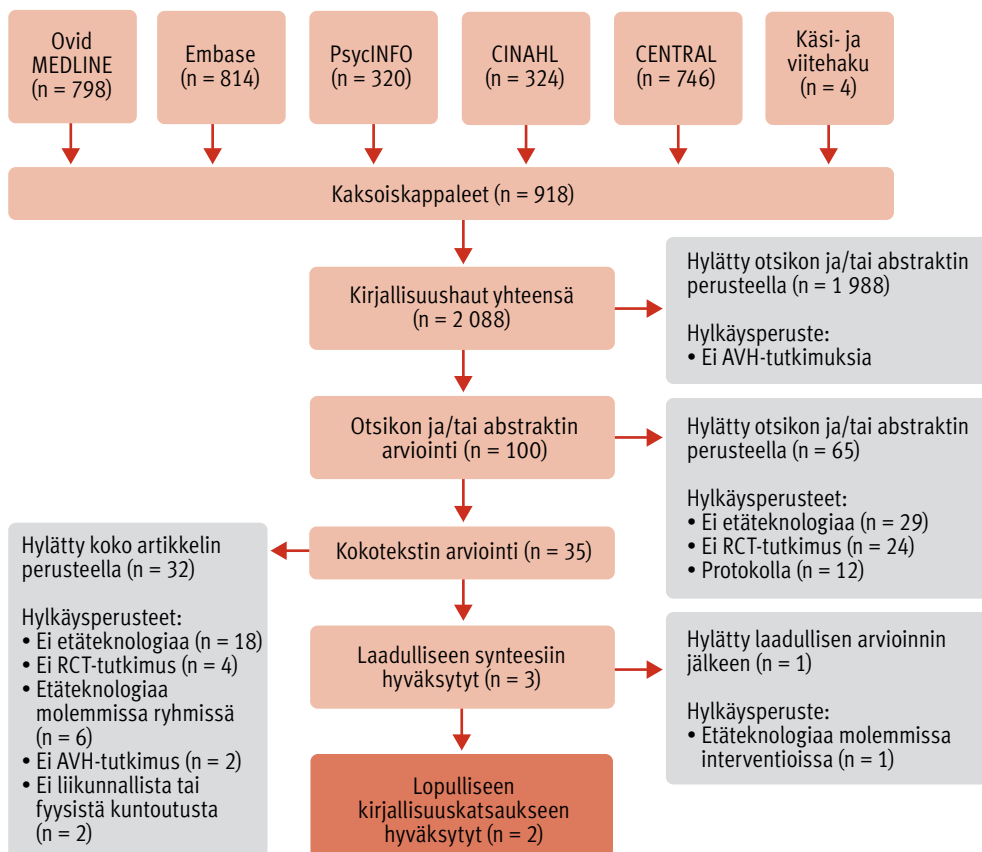 Ovid
MEDLINE
(n = 798)
Embase
(n = 814)
PsycINFO
(n = 320)
CINAHL
(n = 324)
CENTRAL
(n = 746)
Käsi- ja
viitehaku
(n = 4)
Kaksoiskappaleet (n = 918)
Kirjallisuushaut yhteensä
(n = 2 088)
Hylätty otsikon ja/tai abstraktin
perusteella (n = 1 988)
Hylkäysperuste:
• Ei AVH-tutkimuksia
Otsikon ja/tai abstraktin
arviointi (n = 100)
Hylätty otsikon ja/tai abstraktin
perusteella (n = 65)
Hylkäysperusteet:
• Ei etäteknologiaa (n = 29)
• Ei RCT-tutkimus (n = 24)
• Protokolla (n = 12)
Kokotekstin arviointi (n = 35)
Hylätty koko artikkelin
perusteella (n = 32)
Hylkäysperusteet:
• Ei etäteknologiaa (n = 18)
• Ei RCT-tutkimus (n = 4)
• Etäteknologiaa
molemmissa ryhmissä
(n = 6)
• Ei AVH-tutkimus (n = 2)
• Ei liikunnallista tai
fyysistä kuntoutusta
(n = 2)
Laadulliseen synteesiin
hyväksytyt (n = 3)
Hylätty laadullisen arvioinnin
jälkeen (n = 1)
Hylkäysperuste:
• Etäteknologiaa molemmissa
interventioissa (n = 1)
Lopulliseen
kirjallisuuskatsaukseen
hyväksytyt (n = 2)